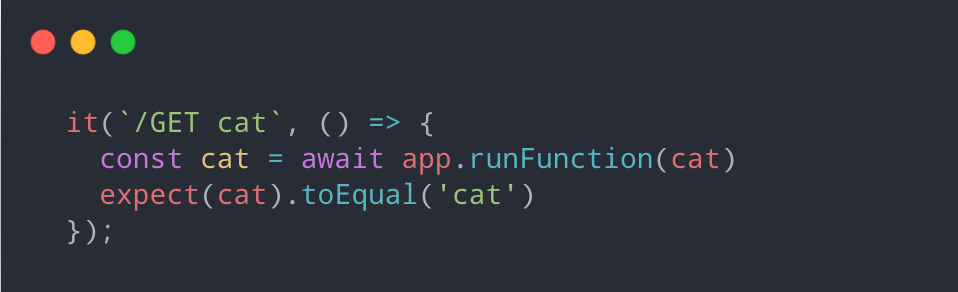 it(`/GET cat`, () => {
  const cat = await app.runFunction(cat)
  expect(cat).toEqual('cat')
});